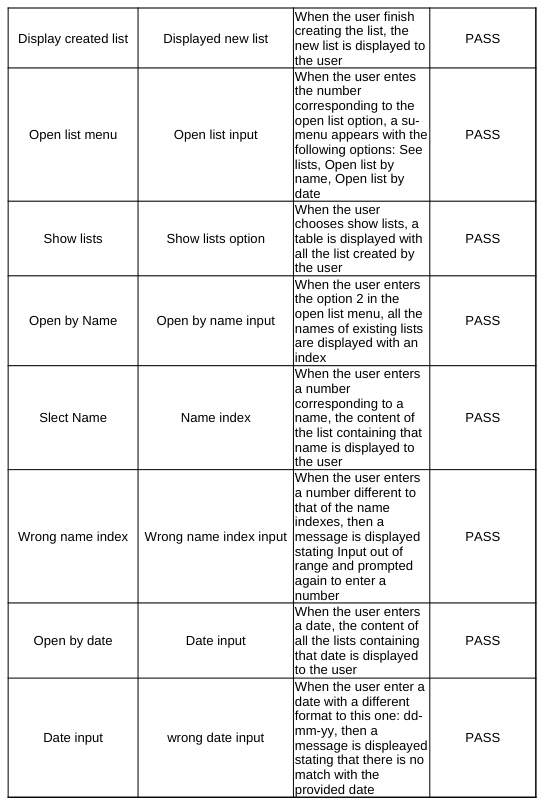 Display created list
Displayed new list
When the user finish
creating the list, the
new list is displayed to
the user
PASS
Open list menu
Open list input
When the user entes
the number
corresponding to the
open list option, a su-
menu appears with the
following options: See
lists, Open list by
name, Open list by
date
PASS
Show lists
Show lists option
When the user
chooses show lists, a
table is displayed with
all the list created by
the user
PASS
Open by Name
Open by name input
When the user enters
the option 2 in the
open list menu, all the
names of existing lists
are displayed with an
index
PASS
Slect Name
Name index
When the user enters
a number
corresponding to a
name, the content of
the list containing that
name is displayed to
the user
PASS
Wrong name index
Wrong name index input
When the user enters
a number different to
that of the name
indexes, then a
message is displayed
stating Input out of
range and prompted
again to enter a
number
PASS
Open by date
Date input
When the user enters
a date, the content of
all the lists containing
that date is displayed
to the user
PASS
Date input
wrong date input
When the user enter a
date with a different
format to this one: dd-
mm-yy, then a
message is displeayed
stating that there is no
match with the
provided date
PASS